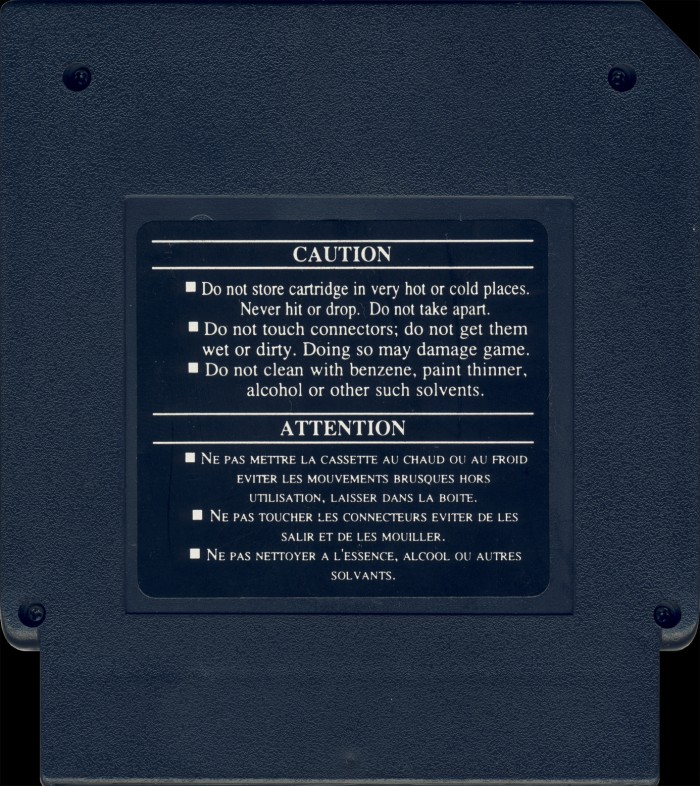 CAUTION
■ Do not store cartridge in very hot or cold places.
Never hit or drop. Do not take apart.
■ Do not touch connectors; do not get them
wet or dirty. Doing so may damage game.
■ Do not clean with benzene, paint thinner,
alcohol or other such solvents.
ATTENTION
■ NE PAS METTRE LA CASSETTE AU CHAUD OU AU FROID
EVITER LES MOUVEMENTS BRUSQUES HORS
UTILISATION, LAISSER DANS LA BOITE.
■ NE PAS TOUCHER LES CONNECTEURS EVITER DE LES
SALIR ET DE LES MOUILLER.
■ NE PAS NETTOYER A L'ESSENCE, ALCOOL OU AUTRES
SOLVANTS.